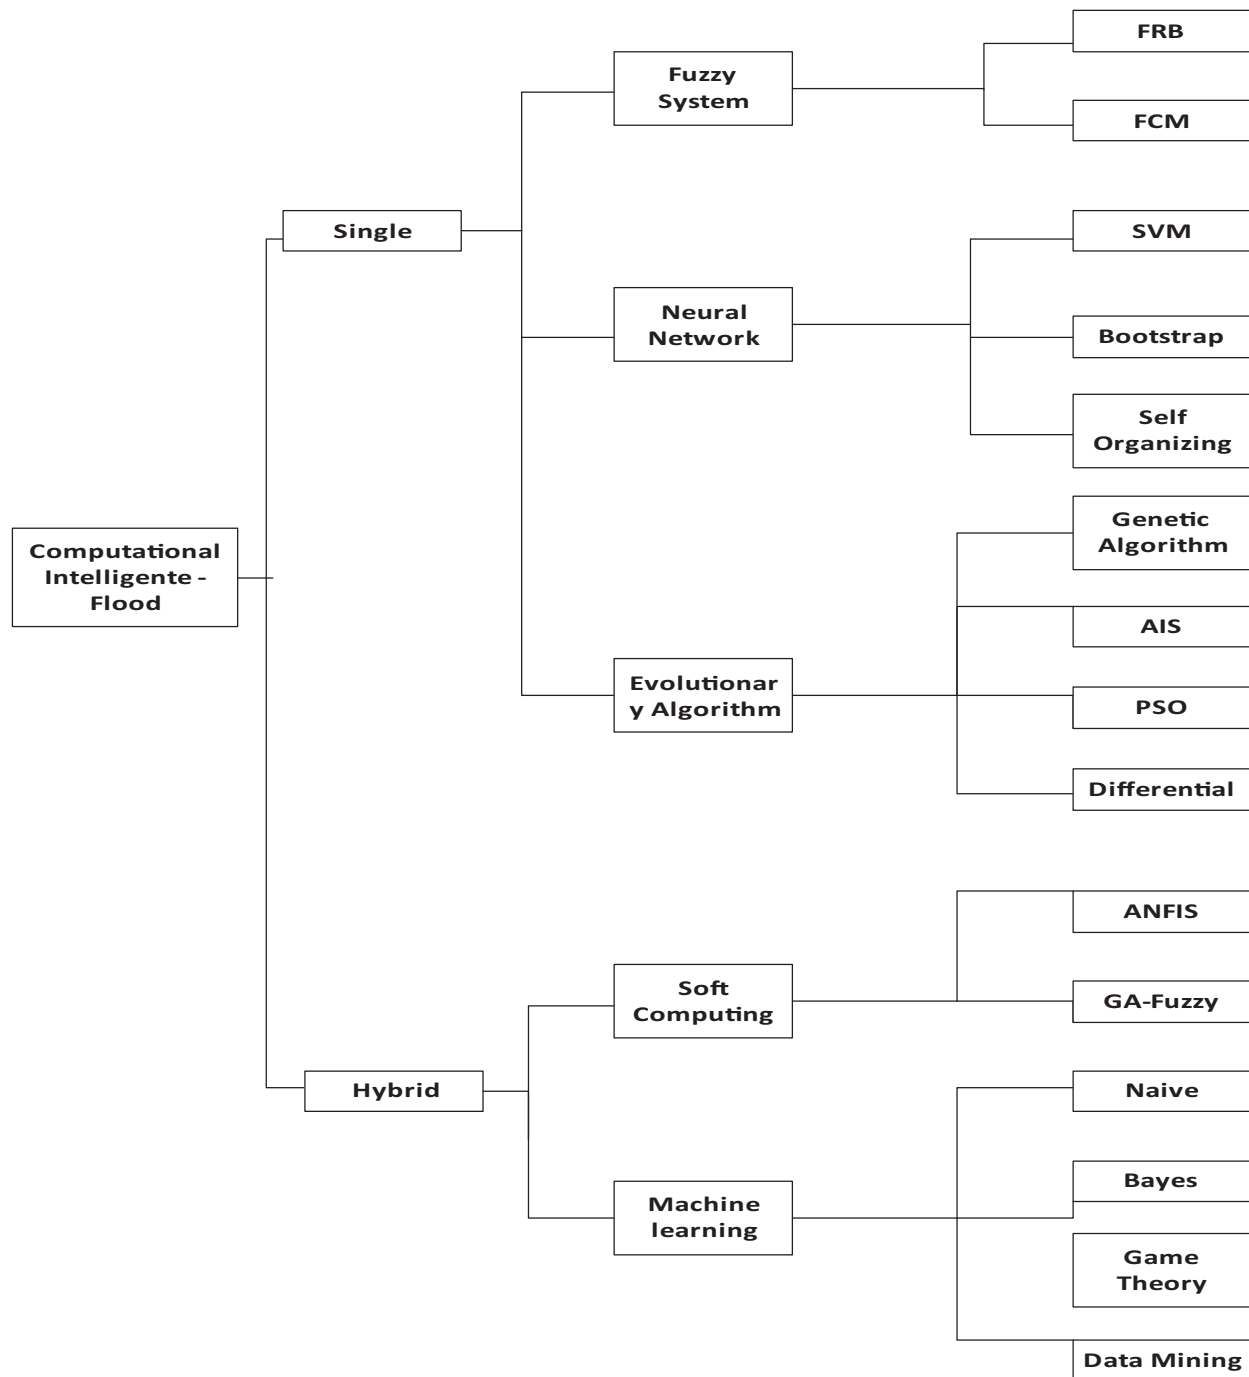 FRB
Fuzzy
System
FCM
Single
SVM
Neural
Network
Bootstrap
Self
Organizing
Genetic
Algorithm
Computational
Intelligente -
Flood
AIS
Evolutionar
y Algorithm
PSO
Differential
ANFIS
Soft
Computing
GA-Fuzzy
Hybrid
Naive
Bayes
Machine
learning
Game
Theory
Data Mining